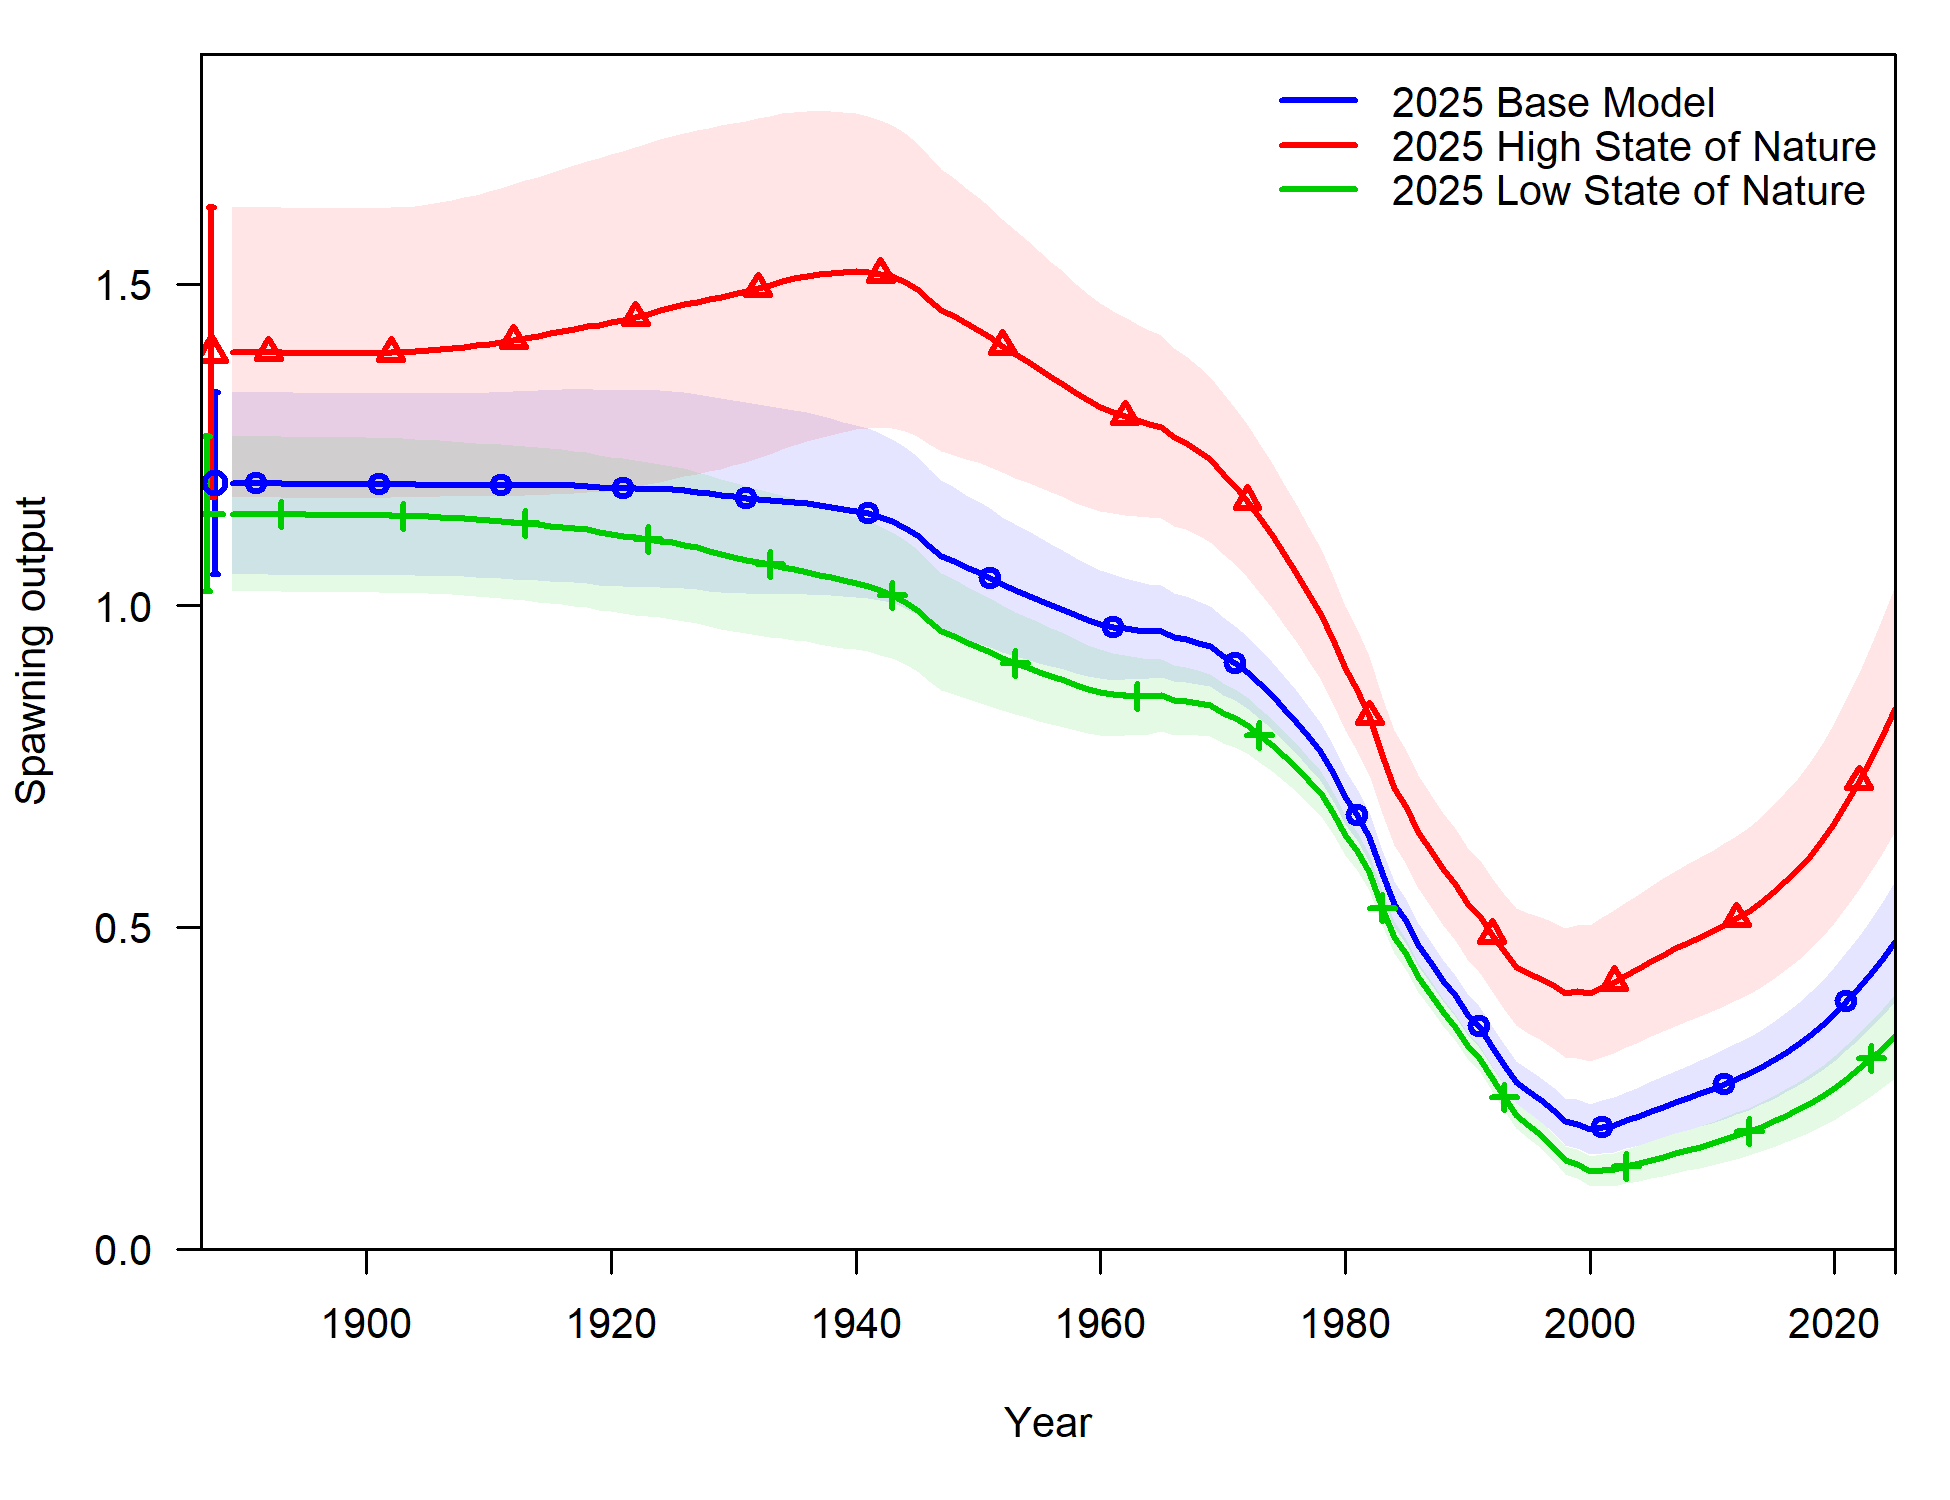 2025 Base Model
2025 High State of Nature
2025 Low State of Nature
Spawning output
1.5
1.0
0.5
0.0
1900 1920 1940 1960 1980 2000 2020
Year